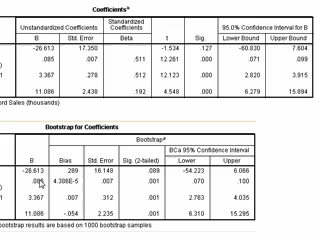 Coefficientsª
Unstandardized Coefficients Standardized Coefficients 95.0% Confidence Interval for B
B Std. Error Beta t Sig. Lower Bound Upper Bound
-26.613 17.350 -1.534 .127 -60.830 7.604
.085 .007 .511 12.261 .000 .071 .099
3.367 .278 .512 12.123 .000 2.820 3.915
11.086 2.438 .192 4.548 .000 6.279 15.894
ord Sales (thousands)
Bootstrap for Coefficients
Bootstrapª
BCa 95% Confidence Interval
B Bias Std. Error Sig. (2-tailed) Lower Upper
-26.613 .289 16.148 .089 -54.223 6.066
4.386E-5 .007 .001 .070 .100
3.367 .007 .312 .001 2.763 4.035
11.086 -.054 2.235 .001 6.310 15.295
bootstrap results are based on 1000 bootstrap samples